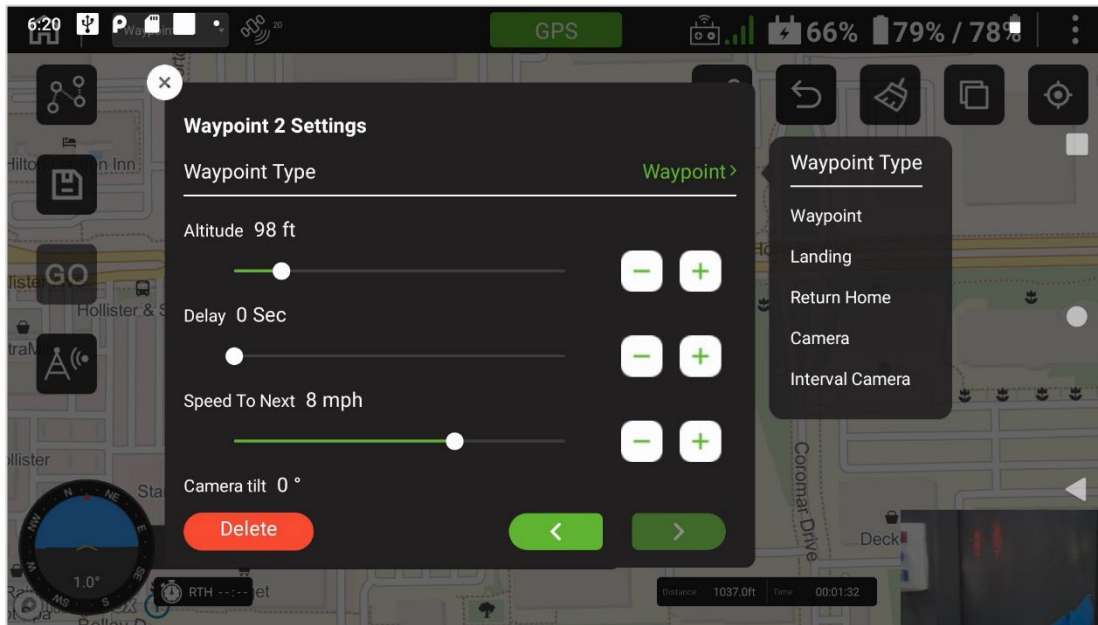 6:20
20
GPS
66%
79% / 78%
Waypoint 2 Settings
Waypoint Type
Waypoint >
Altitude 98 ft
Delay 0 Sec
Speed To Next 8 mph
Camera tilt 0 °
Delete
Waypoint Type
Waypoint
Landing
Return Home
Camera
Interval Camera
Inn
GO
Hollister &
N
NE
E
SE
S
W
NW
1.0°
RTH --:--
Distance 1037.0ft Time 00:01:32
Coromar Drive
Deck